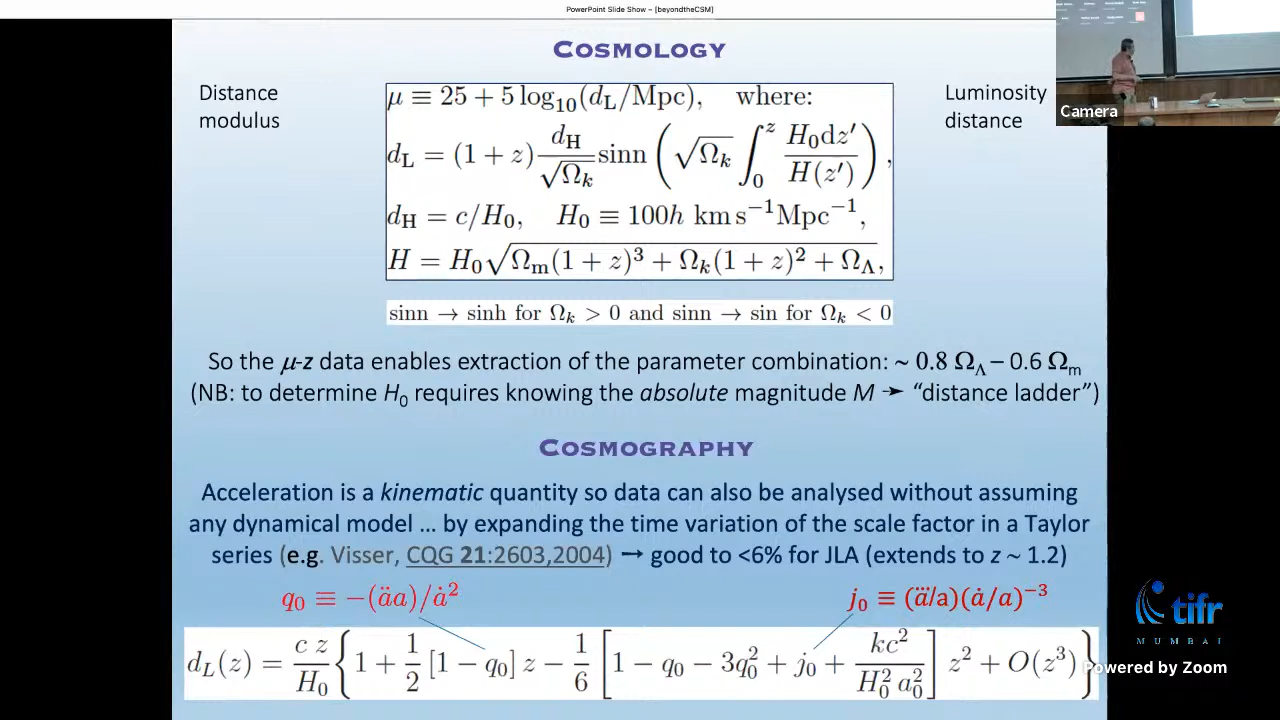 PowerPoint Slide Show – [beyondtheCSM]
COSMOLOGY
Distance
modulus
μ ≡ 25 + 5 log₁₀(d_L/Mpc), where:
d_L = (1 + z) d_H/√Ω_k sinn (√Ω_k ∫₀ᶻ H₀dz′/H(z′)),
d_H = c/H₀, H₀ ≡ 100h km s⁻¹Mpc⁻¹,
H = H₀√(Ω_m(1 + z)³ + Ω_k(1 + z)² + Ω_Λ),
Luminosity
distance
Camera
sinn → sinh for Ω_k > 0 and sinn → sin for Ω_k < 0
So the μ-z data enables extraction of the parameter combination: ~ 0.8 Ω_Λ – 0.6 Ω_m
(NB: to determine H₀ requires knowing the absolute magnitude M ➛ “distance ladder”)
COSMOGRAPHY
Acceleration is a kinematic quantity so data can also be analysed without assuming
any dynamical model … by expanding the time variation of the scale factor in a Taylor
series (e.g. Visser, CQG 21:2603,2004) → good to <6% for JLA (extends to z ~ 1.2)
q₀ ≡ −(äa)/ȧ²
j₀ ≡ (a⃛/a)(ȧ/a)⁻³
d_L(z) = c z/H₀ {1 + 1/2 [1 − q₀] z − 1/6 [1 − q₀ − 3q₀² + j₀ + kc²/(H₀² a₀²)] z² + O(z³)}
tifr
MUMBAI
Powered by Zoom